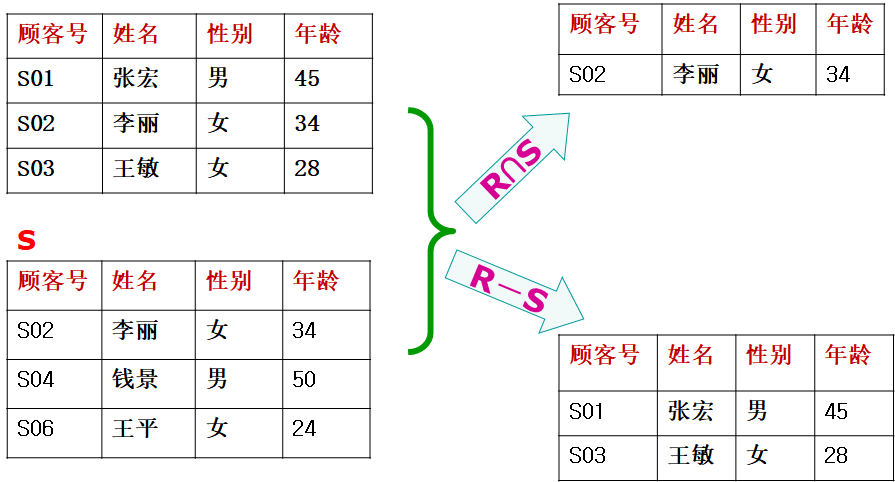 顾客号 姓名 性别 年龄
S01 张宏 男 45
S02 李丽 女 34
S03 王敏 女 28
S
顾客号 姓名 性别 年龄
S02 李丽 女 34
S04 钱景 男 50
S06 王平 女 24
R∩S
R－S
顾客号 姓名 性别 年龄
S02 李丽 女 34
顾客号 姓名 性别 年龄
S01 张宏 男 45
S03 王敏 女 28